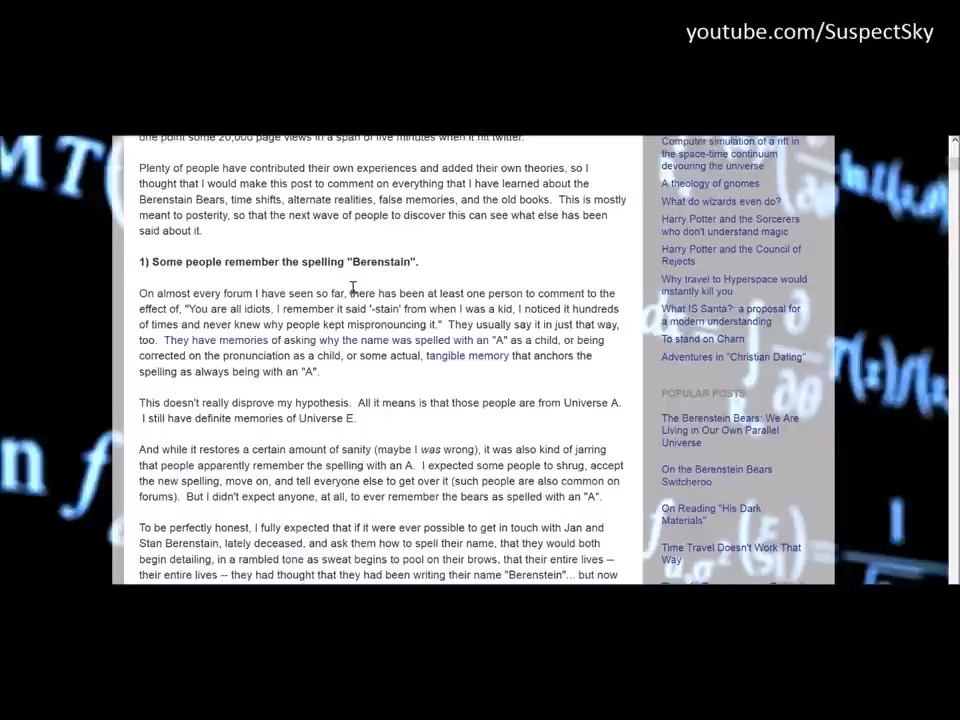 youtube.com/SuspectSky
one point some 20,000 page views in a span of five minutes when it hit twitter.
Plenty of people have contributed their own experiences and added their own theories, so I
thought that I would make this post to comment on everything that I have learned about the
Berenstain Bears, time shifts, alternate realities, false memories, and the old books.  This is mostly
meant to posterity, so that the next wave of people to discover this can see what else has been
said about it.
1) Some people remember the spelling "Berenstain".
On almost every forum I have seen so far, there has been at least one person to comment to the
effect of, "You are all idiots, I remember it said '-stain' from when I was a kid, I noticed it hundreds
of times and never knew why people kept mispronouncing it."  They usually say it in just that way,
too.  They have memories of asking why the name was spelled with an "A" as a child, or being
corrected on the pronunciation as a child, or some actual, tangible memory that anchors the
spelling as always being with an "A".
This doesn't really disprove my hypothesis.  All it means is that those people are from Universe A.
I still have definite memories of Universe E.
And while it restores a certain amount of sanity (maybe I was wrong), it was also kind of jarring
that people apparently remember the spelling with an A.  I expected some people to shrug, accept
the new spelling, move on, and tell everyone else to get over it (such people are also common on
forums).  But I didn't expect anyone, at all, to ever remember the bears as spelled with an "A".
To be perfectly honest, I fully expected that if it were ever possible to get in touch with Jan and
Stan Berenstain, lately deceased, and ask them how to spell their name, that they would both
begin detailing, in a rambled tone as sweat begins to pool on their brows, that their entire lives --
their entire lives -- they had thought that they had been writing their name "Berenstein"... but now
Computer simulation of a rift in
the space-time continuum
devouring the universe
A theology of gnomes
What do wizards even do?
Harry Potter and the Sorcerers
who don't understand magic
Harry Potter and the Council of
Rejects
Why travel to Hyperspace would
instantly kill you
What IS Santa?: a proposal for
a modern understanding
To stand on Charn
Adventures in "Christian Dating"
POPULAR POSTS
The Berenstein Bears: We Are
Living in Our Own Parallel
Universe
On the Berenstein Bears
Switcheroo
On Reading "His Dark
Materials"
Time Travel Doesn't Work That
Way